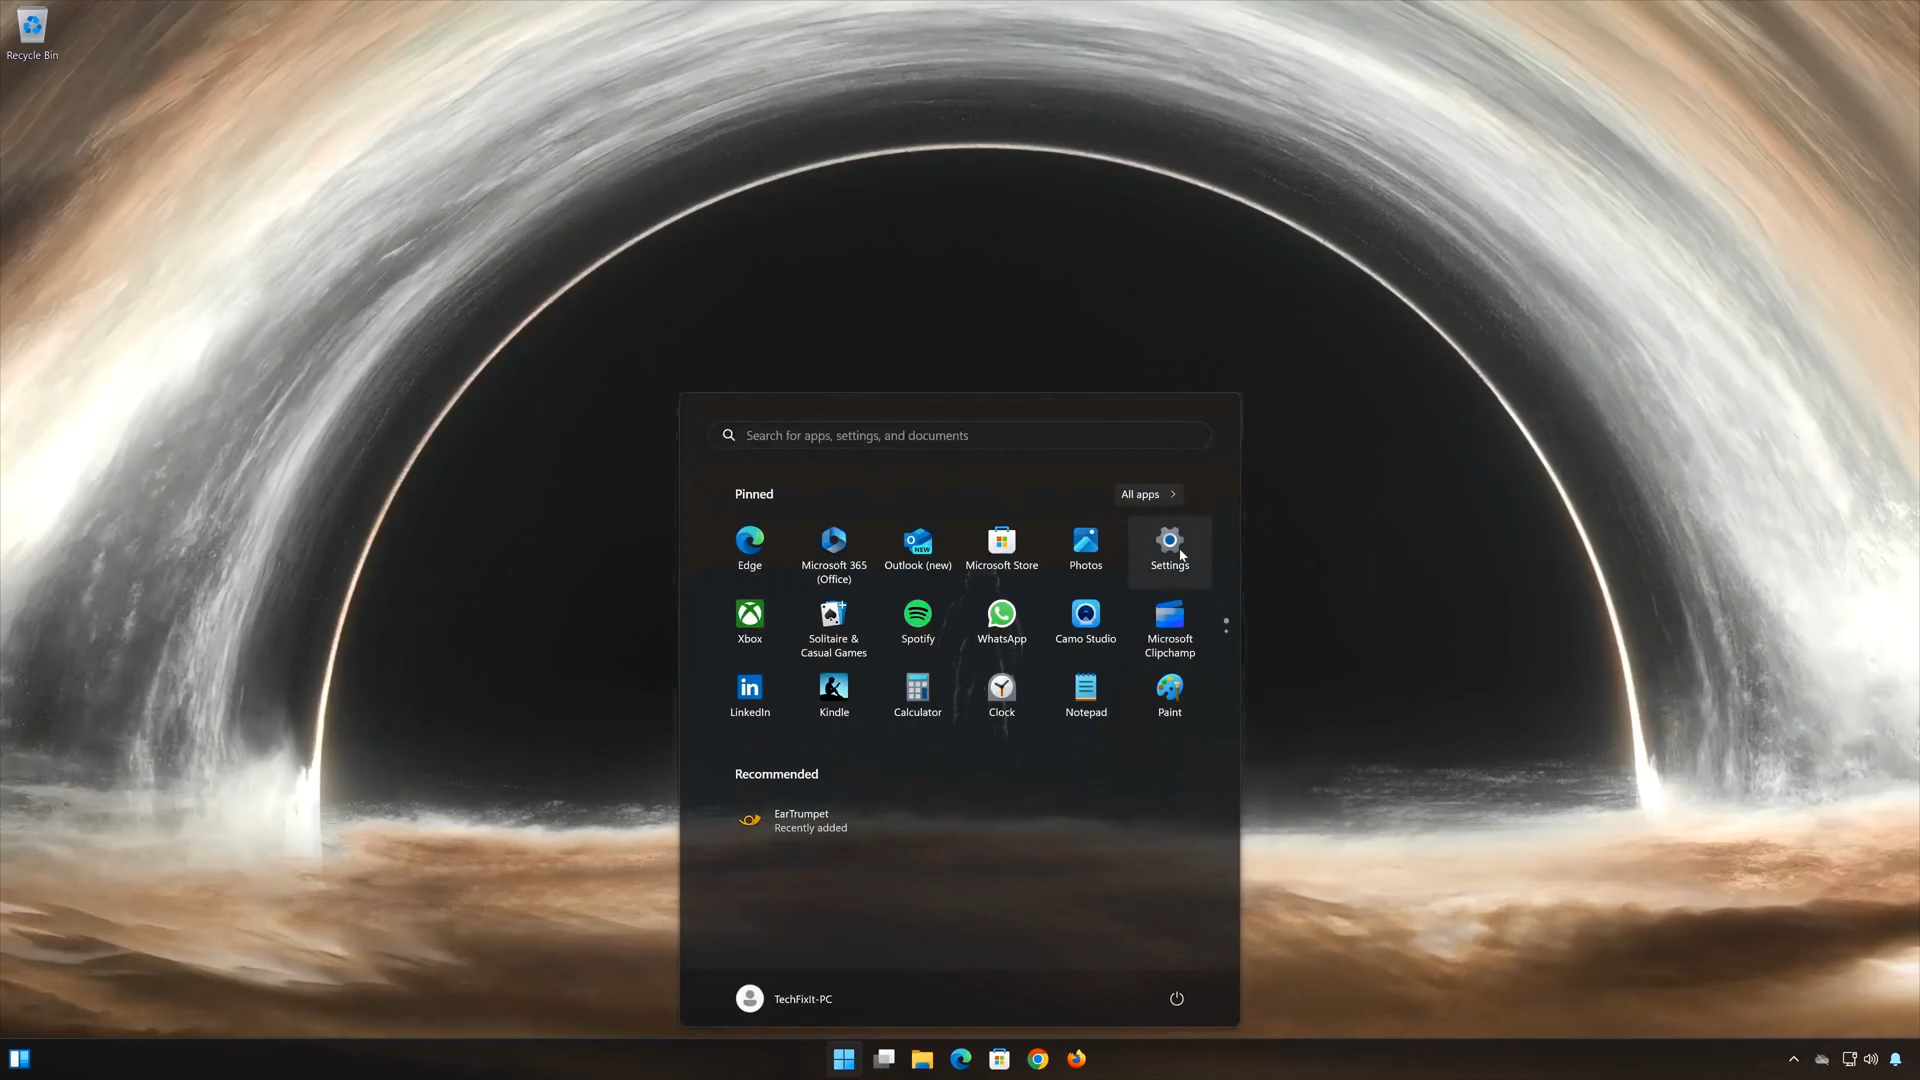 Recycle Bin
Search for apps, settings, and documents
Pinned
All apps
Edge
Microsoft 365
(Office)
Outlook (new)
NEW
Microsoft Store
Photos
Settings
Xbox
Solitaire &
Casual Games
Spotify
WhatsApp
Camo Studio
Microsoft
Clipchamp
in
LinkedIn
Kindle
Calculator
Clock
Notepad
Paint
Recommended
EarTrumpet
Recently added
TechFixIt-PC